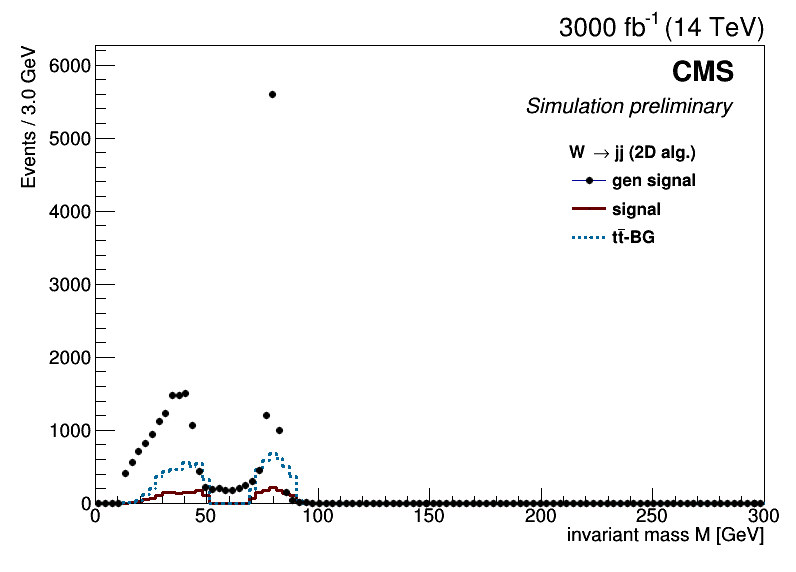 3000 fb-1 (14 TeV)
Events / 3.0 GeV
6000
5000
4000
3000
2000
1000
0
CMS
Simulation preliminary
W → jj (2D alg.)
gen signal
signal
tt̄-BG
0 50 100 150 200 250 300
invariant mass M [GeV]